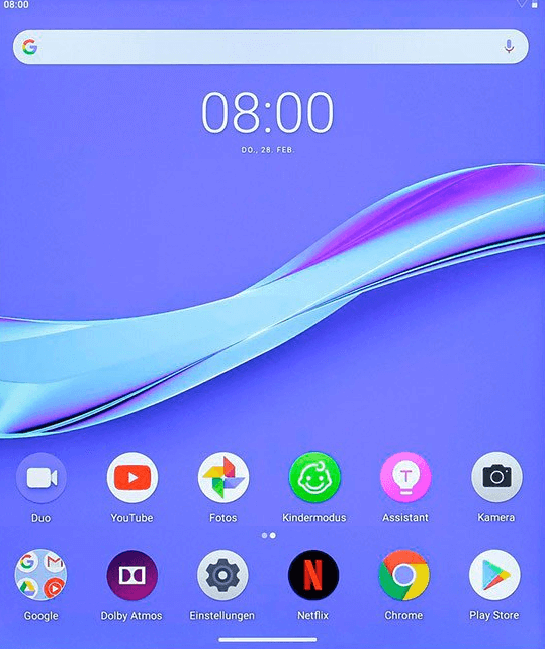 08:00
08:00
DO., 28. FEB.
Duo YouTube Fotos Kindermodus Assistant Kamera
Google Dolby Atmos Einstellungen Netflix Chrome Play Store